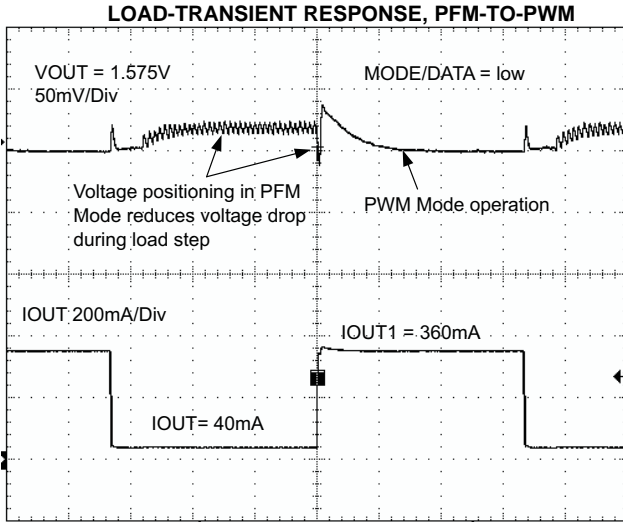 LOAD-TRANSIENT RESPONSE, PFM-TO-PWM
VOUT = 1.575V
50mV/Div
MODE/DATA = low
Voltage positioning in PFM
Mode reduces voltage drop
during load step
PWM Mode operation
IOUT 200mA/Div
IOUT1 = 360mA
IOUT= 40mA